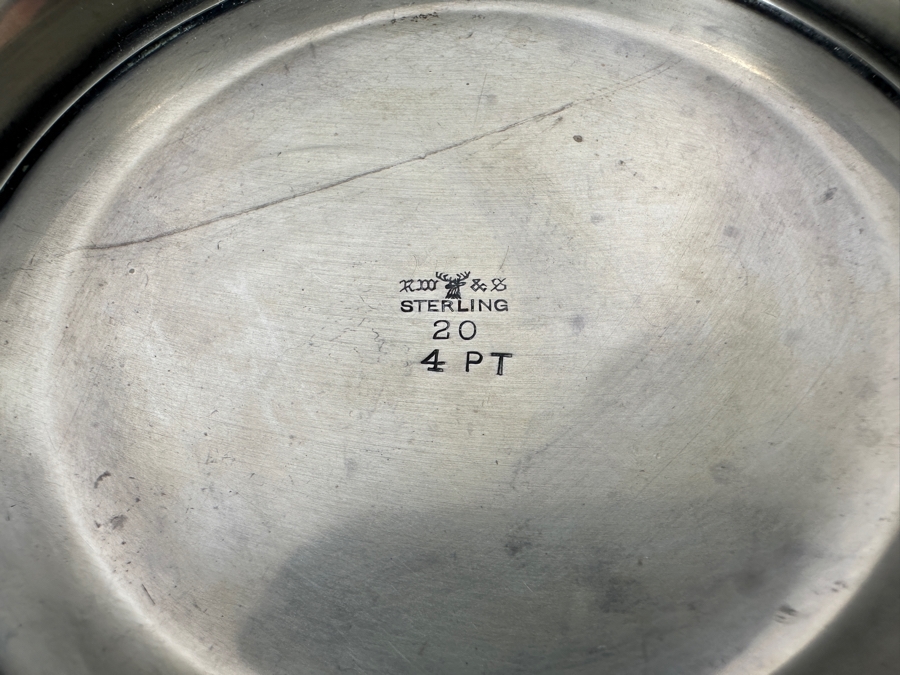 RW & S
STERLING
20
4 PT